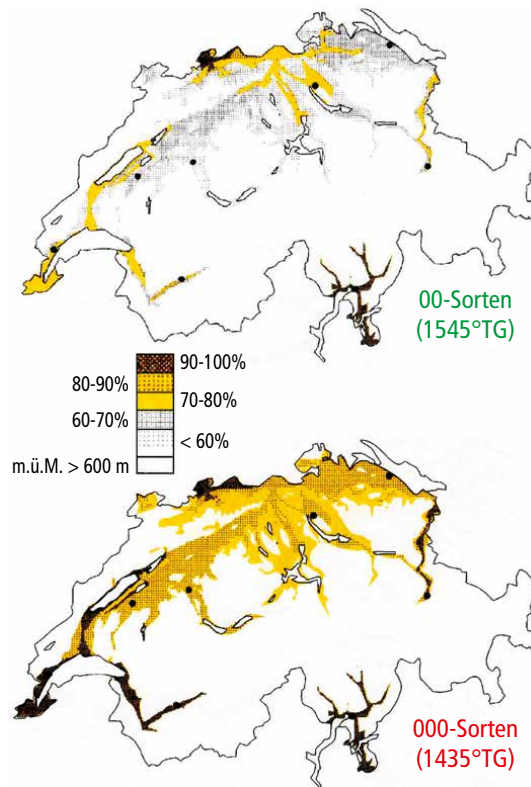 00-Sorten
(1545°TG)
90-100%
80-90%
70-80%
60-70%
< 60%
m.ü.M. > 600 m
000-Sorten
(1435°TG)